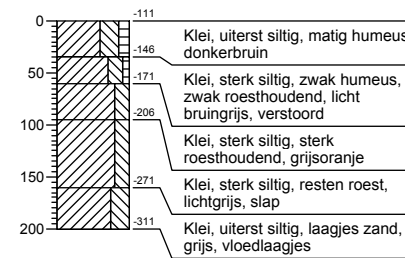 0
-111
Klei, uiterst siltig, matig humeus
donkerbruin
-146
50
-171
Klei, sterk siltig, zwak humeus,
zwak roesthoudend, licht
bruingrijs, verstoord
-206
100
Klei, sterk siltig, sterk
roesthoudend, grijsoranje
150
-271
Klei, sterk siltig, resten roest,
lichtgrijs, slap
200
-311
Klei, uiterst siltig, laagjes zand,
grijs, vloedlaagjes